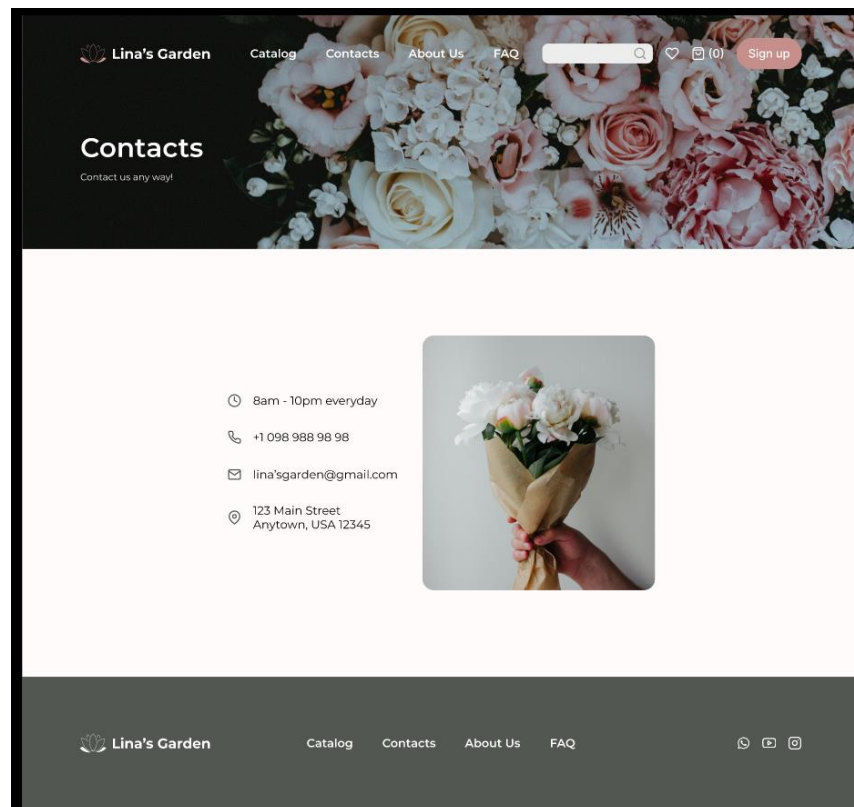 Lina's Garden
Catalog
Contacts
About Us
FAQ
(0)
Sign up
Contacts
Contact us any way!
8am - 10pm everyday
+1 098 988 98 98
lina'sgarden@gmail.com
123 Main Street
Anytown, USA 12345
Lina's Garden
Catalog
Contacts
About Us
FAQ